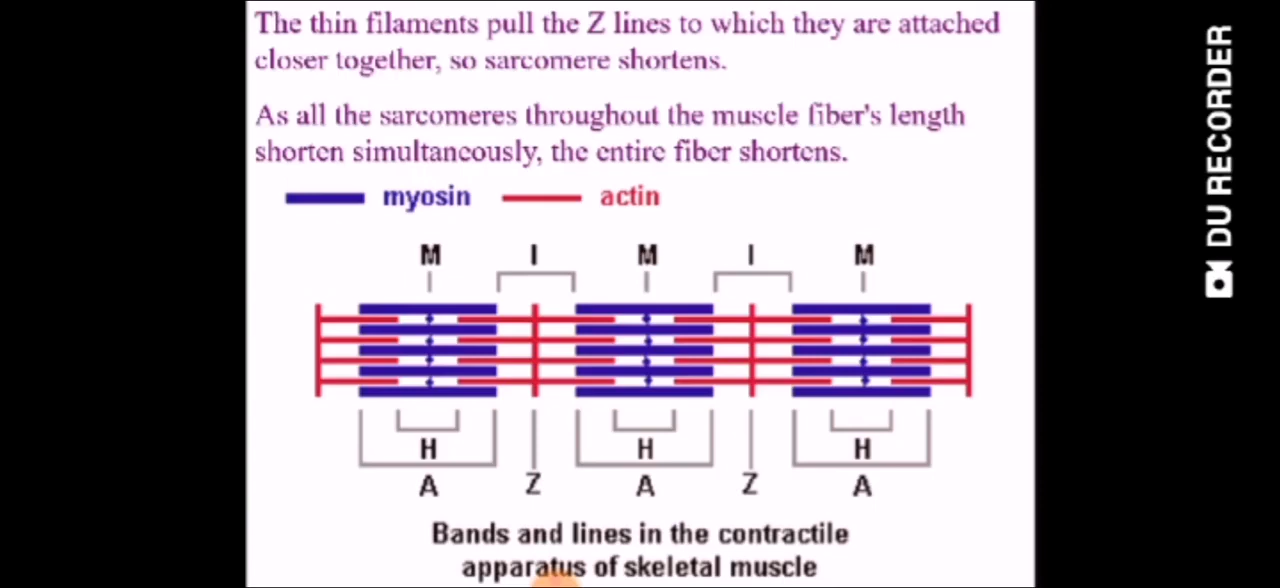 The thin filaments pull the Z lines to which they are attached
closer together, so sarcomere shortens.
As all the sarcomeres throughout the muscle fiber's length
shorten simultaneously, the entire fiber shortens.
myosin actin
M I M I M
H H H
A Z A Z A
Bands and lines in the contractile
apparatus of skeletal muscle
DU RECORDER